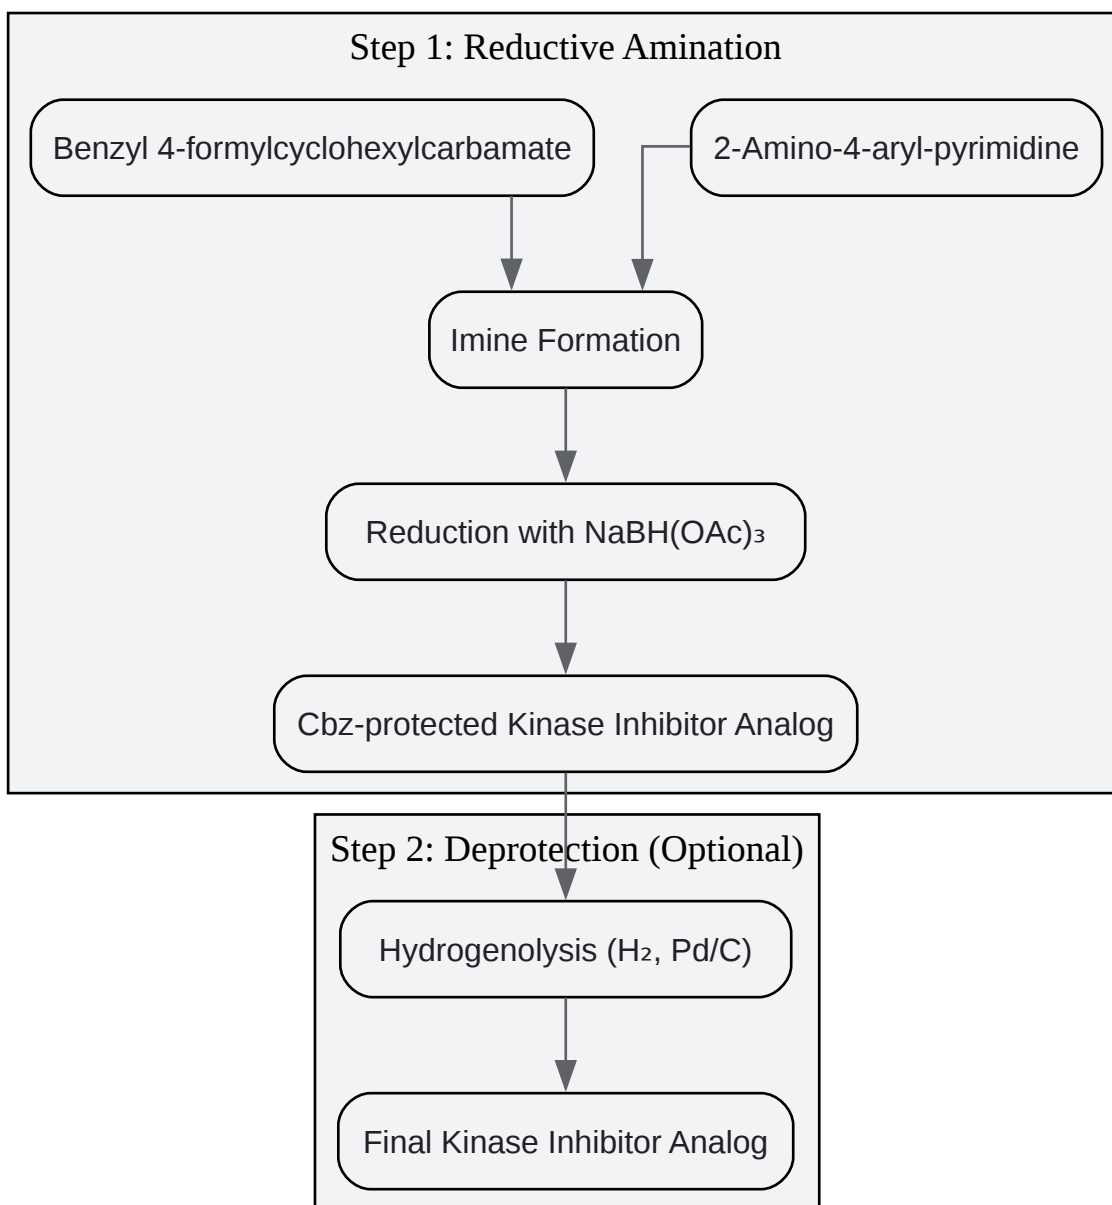 Step 1: Reductive Amination
Benzyl 4-formylcyclohexylcarbamate
2-Amino-4-aryl-pyrimidine
Imine Formation
Reduction with NaBH(OAc)₃
Cbz-protected Kinase Inhibitor Analog
Step 2: Deprotection (Optional)
Hydrogenolysis (H₂, Pd/C)
Final Kinase Inhibitor Analog